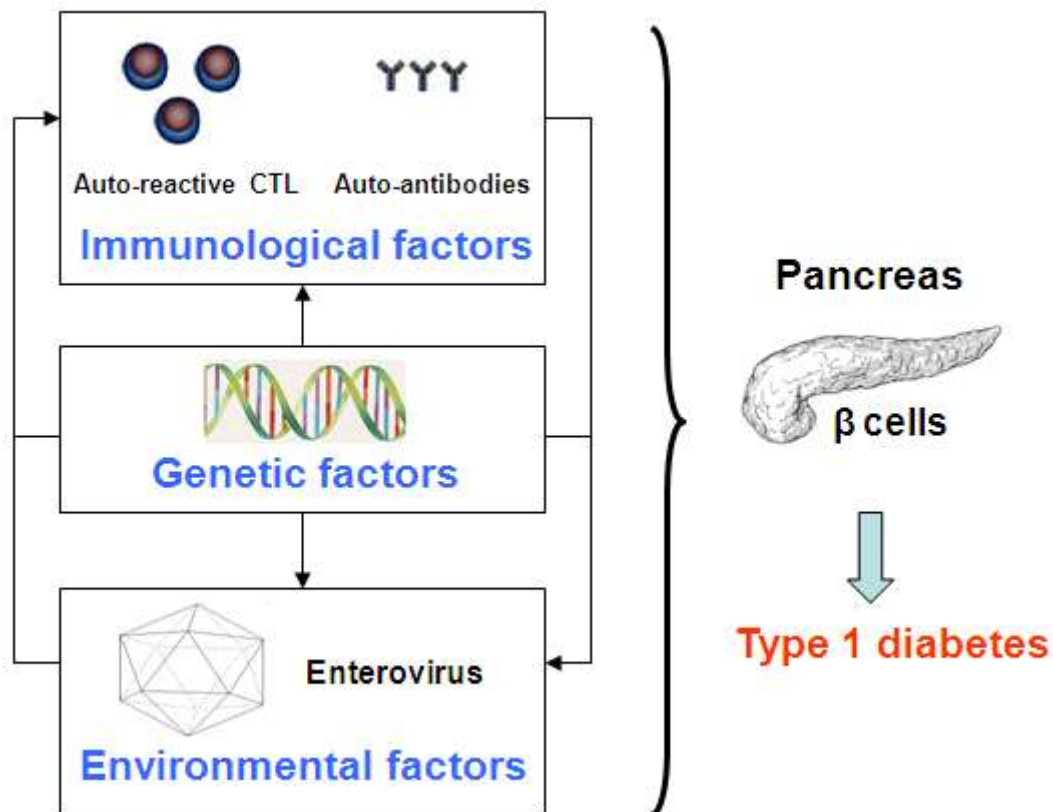 Auto-reactive CTL
Auto-antibodies
Immunological factors
Genetic factors
Enterovirus
Environmental factors
Pancreas
β cells
Type 1 diabetes